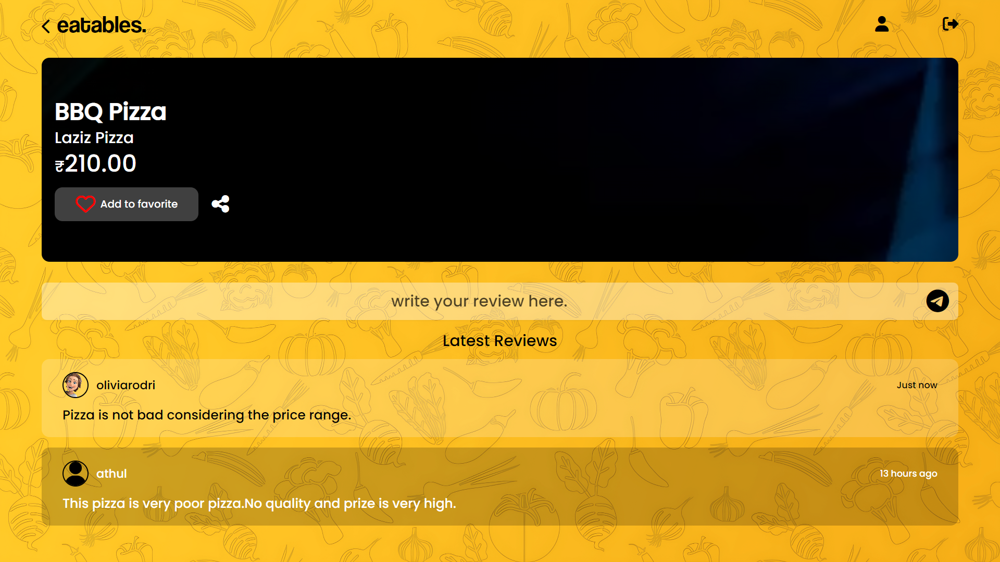 eatables.
BBQ Pizza
Laziz Pizza
₹210.00
Add to favorite
write your review here.
Latest Reviews
oliviarodri
Just now
Pizza is not bad considering the price range.
athul
13 hours ago
This pizza is very poor pizza.No quality and prize is very high.